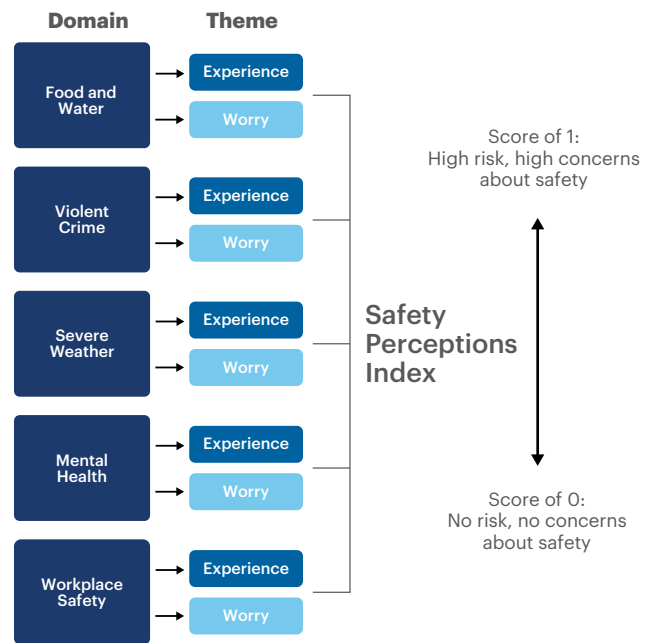 Domain
Theme
Food and
Water
Experience
Worry
Violent
Crime
Experience
Worry
Severe
Weather
Experience
Worry
Mental
Health
Experience
Worry
Workplace
Safety
Experience
Worry
Safety
Perceptions
Index
Score of 1:
High risk, high concerns
about safety
Score of 0:
No risk, no concerns
about safety